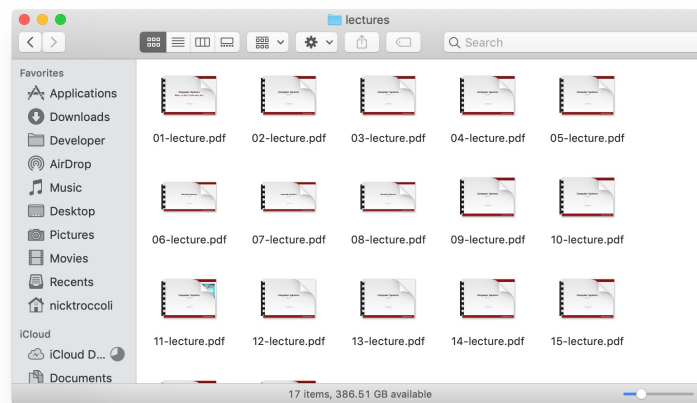 lectures
Search
Favorites
Applications
Downloads
Developer
AirDrop
Music
Desktop
Pictures
Movies
Recents
nicktroccoli
iCloud
iCloud D...
Documents
01-lecture.pdf 02-lecture.pdf 03-lecture.pdf 04-lecture.pdf 05-lecture.pdf
06-lecture.pdf 07-lecture.pdf 08-lecture.pdf 09-lecture.pdf 10-lecture.pdf
11-lecture.pdf 12-lecture.pdf 13-lecture.pdf 14-lecture.pdf 15-lecture.pdf
17 items, 386.51 GB available